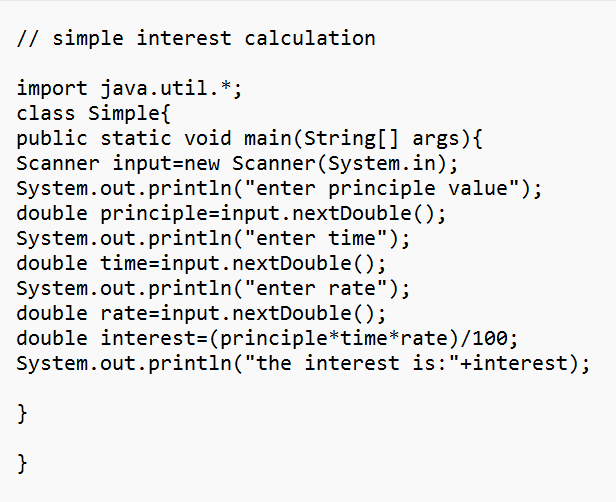 // simple interest calculation
import java.util.*;
class Simple{
public static void main(String[] args){
Scanner input=new Scanner(System.in);
System.out.println("enter principle value");
double principle=input.nextDouble();
System.out.println("enter time");
double time=input.nextDouble();
System.out.println("enter rate");
double rate=input.nextDouble();
double interest=(principle*time*rate)/100;
System.out.println("the interest is:"+interest);
}
}